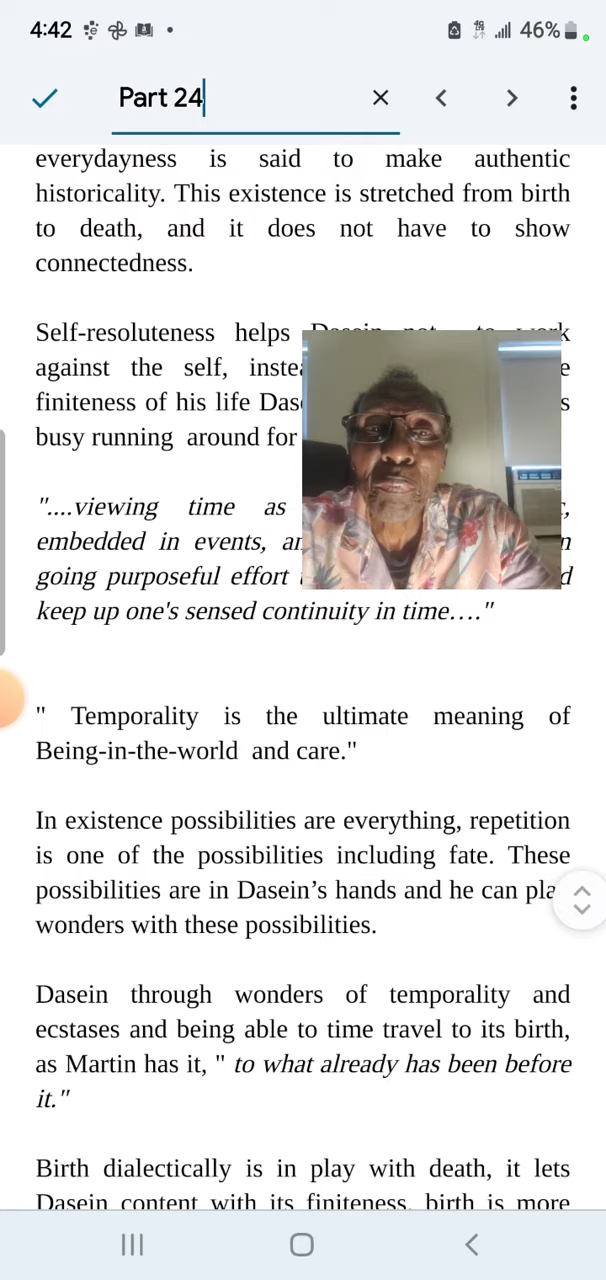 4:42
46%
Part 24
everydayness is said to make authentic
historicality. This existence is stretched from birth
to death, and it does not have to show
connectedness.
Self-resoluteness helps Dasein not to work
against the self,
finiteness of his life
busy running around for
"....viewing time as
embedded in events,
going purposeful effort
keep up one's sensed continuity in time...."
" Temporality is the ultimate meaning of
Being-in-the-world and care."
In existence possibilities are everything, repetition
is one of the possibilities including fate. These
possibilities are in Dasein’s hands and he can
wonders with these possibilities.
Dasein through wonders of temporality and
ecstases and being able to time travel to its birth,
as Martin has it, " to what already has been before
it."
Birth dialectically is in play with death, it lets
Dasein content with its finiteness, birth is more